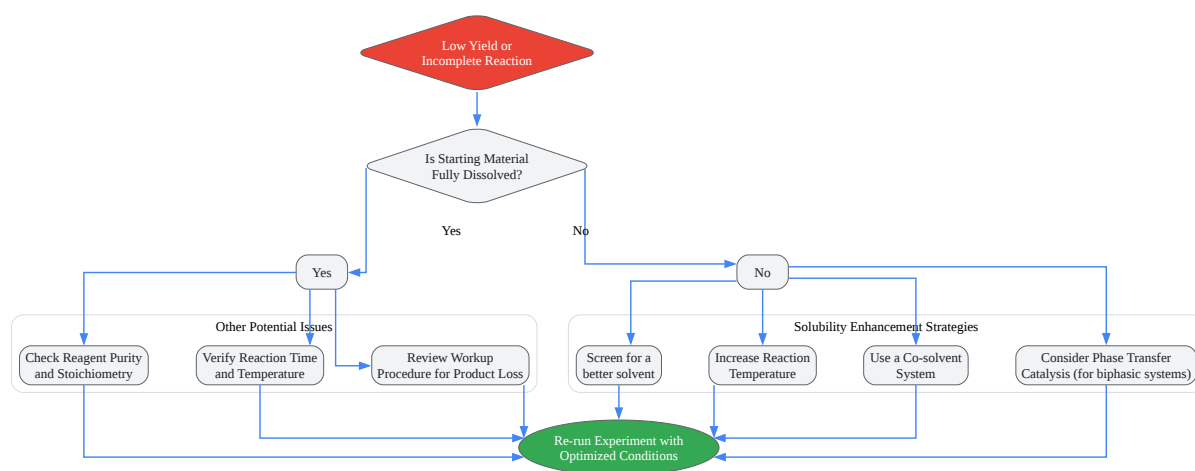 Low Yield or
Incomplete Reaction
Is Starting Material
Fully Dissolved?
Yes
No
Yes
No
Other Potential Issues
Solubility Enhancement Strategies
Check Reagent Purity
and Stoichiometry
Verify Reaction Time
and Temperature
Review Workup
Procedure for Product Loss
Screen for a
better solvent
Increase Reaction
Temperature
Use a Co-solvent
System
Consider Phase Transfer
Catalysis (for biphasic systems)
Re-run Experiment with
Optimized Conditions